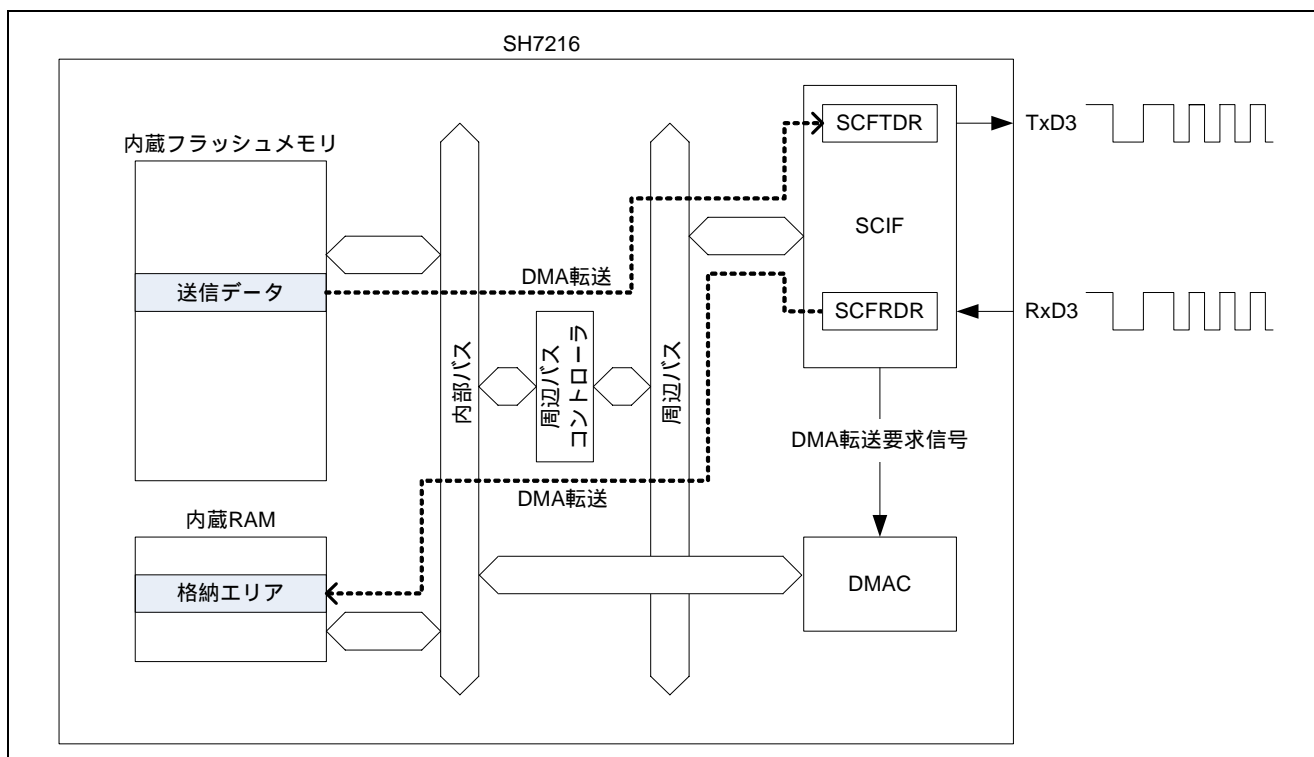 SH7216
内蔵フラッシュメモリ
送信データ
DMA転送
SCFTDR
TxD3
SCIF
SCFRDR
RxD3
内部バス
周辺バス
コントローラ
周辺バス
DMA転送要求信号
DMA転送
内蔵RAM
格納エリア
DMAC